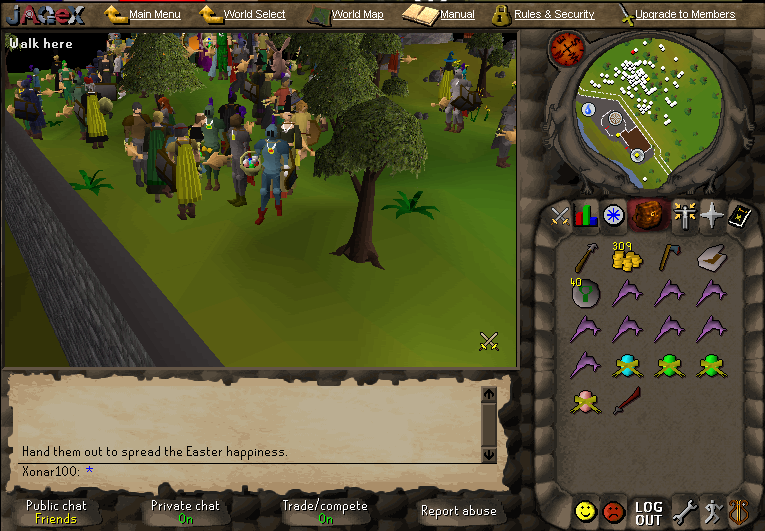 JAGEX Main Menu World Select World Map Manual Rules & Security Upgrade to Members
Walk here
309
40
Hand them out to spread the Easter happiness.
Xonar100: *
Public chat Private chat Trade/compete Report abuse
Friends On On
LOG
OUT